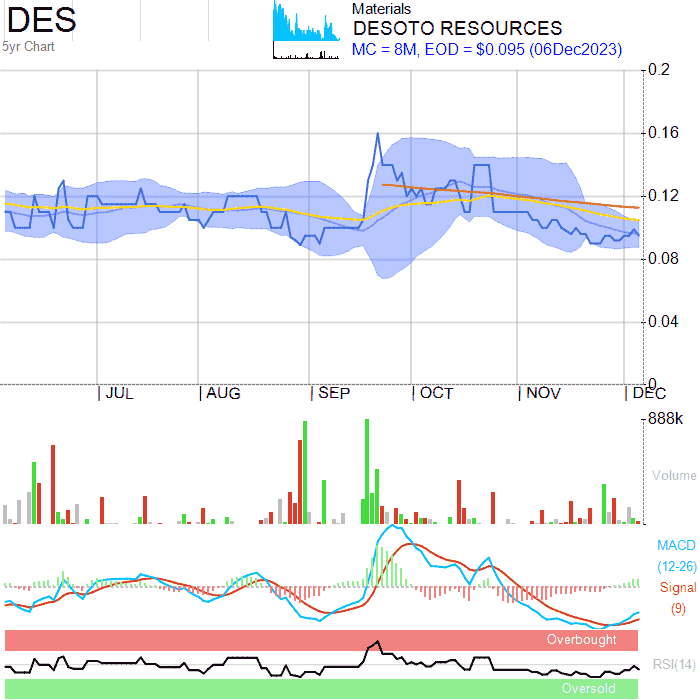 DES
5yr Chart
Materials
DESOTO RESOURCES
MC = 8M, EOD = $0.095 (06Dec2023)
0.2
0.16
0.12
0.08
0.04
0
JUL AUG SEP OCT NOV DEC
888k
Volume
MACD
(12-26)
Signal
(9)
Overbought
RSI(14)
Oversold